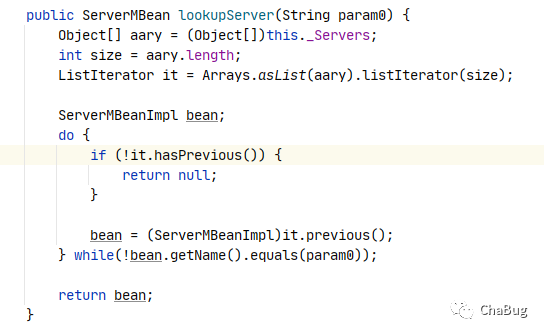 public ServerMBean lookupServer(String param0) {
    Object[] aary = (Object[])this._Servers;
    int size = aary.length;
    ListIterator it = Arrays.asList(aary).listIterator(size);

    ServerMBeanImpl bean;
    do {
        if (!it.hasPrevious()) {
            return null;
        }

        bean = (ServerMBeanImpl)it.previous();
    } while(!bean.getName().equals(param0));

    return bean;
}
ChaBug